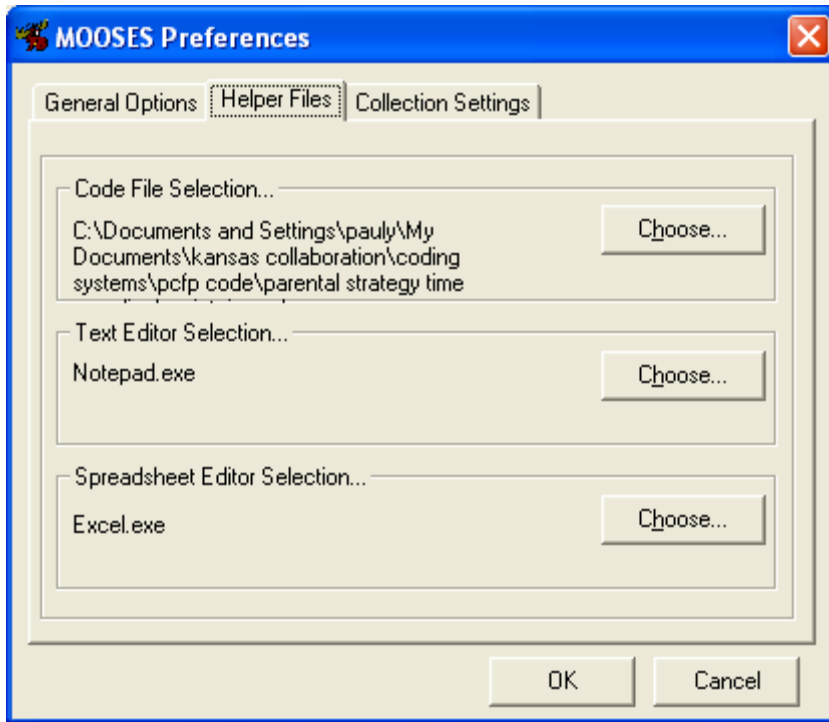 MOOSES Preferences
General Options Helper Files Collection Settings
Code File Selection...
C:\Documents and Settings\pauly\My
Documents\kansas collaboration\coding
systems\pcfp code\parental strategy time
Choose...
Text Editor Selection...
Notepad.exe
Choose...
Spreadsheet Editor Selection...
Excel.exe
Choose...
OK Cancel